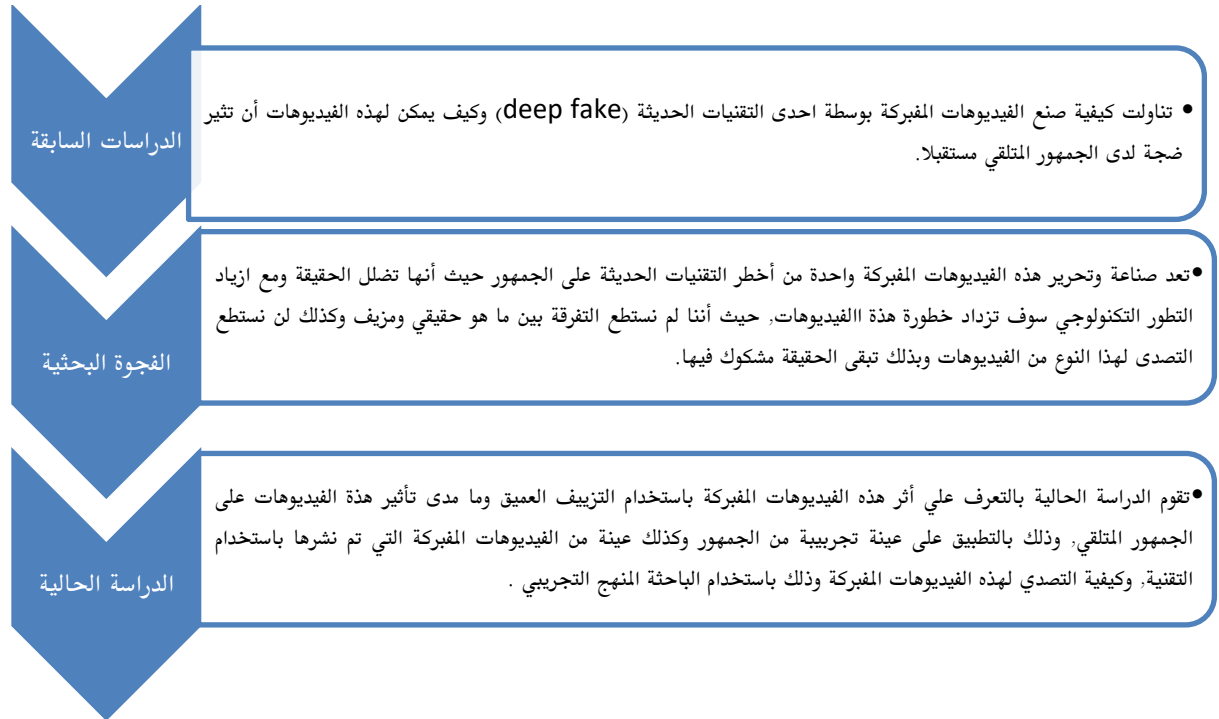 الدراسات السابقة
• تناولت كيفية صنع الفيديوهات المفبركة بوسطة احدى التقنيات الحديثة (deep fake) وكيف يمكن لهذه الفيديوهات أن تثير
ضجة لدى الجمهور المتلقي مستقبلا.
الفجوة البحثية
•تعد صناعة وتحرير هذه الفيديوهات المفبركة واحدة من أخطر التقنيات الحديثة على الجمهور حيث أنها تضلل الحقيقة ومع ازياد
التطور التكنولوجي سوف تزداد خطورة هذة االفيديوهات, حيث أننا لم نستطع التفرقة بين ما هو حقيقي ومزيف وكذلك لن نستطع
التصدى لهذا النوع من الفيديوهات وبذلك تبقى الحقيقة مشكوك فيها.
الدراسة الحالية
•تقوم الدراسة الحالية بالتعرف علي أثر هذه الفيديوهات المفبركة باستخدام التزييف العميق وما مدى تأثير هذة الفيديوهات على
الجمهور المتلقي, وذلك بالتطبيق على عينة تجربيبة من الجمهور وكذلك عينة من الفيديوهات المفبركة التي تم نشرها باستخدام
التقنية, وكيفية التصدي لهذه الفيديوهات المفبركة وذلك باستخدام الباحثة المنهج التجريبي .